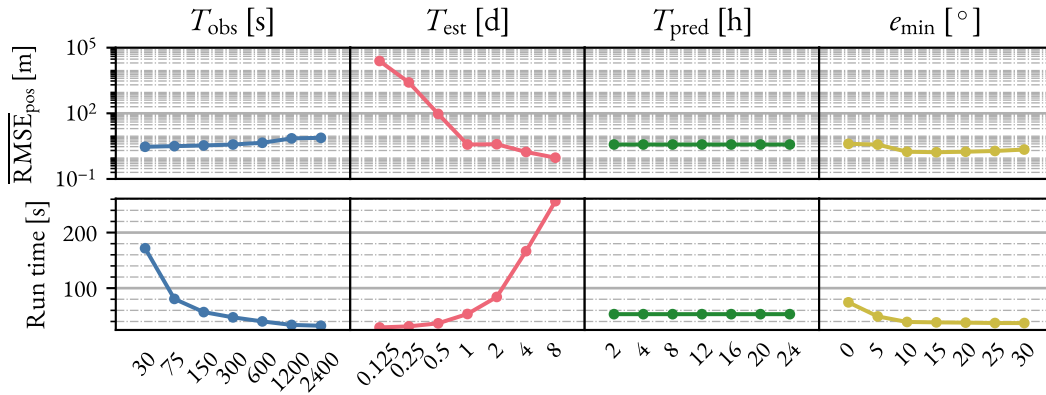 T_obs [s] T_est [d] T_pred [h] e_min [°]
10^5
10^2
10^−1
RMSE_pos [m]
200
100
Run time [s]
30 75 150 300 600 1200 2400 0.125 0.25 0.5 1 2 4 8 2 4 8 12 16 20 24 0 5 10 15 20 25 30